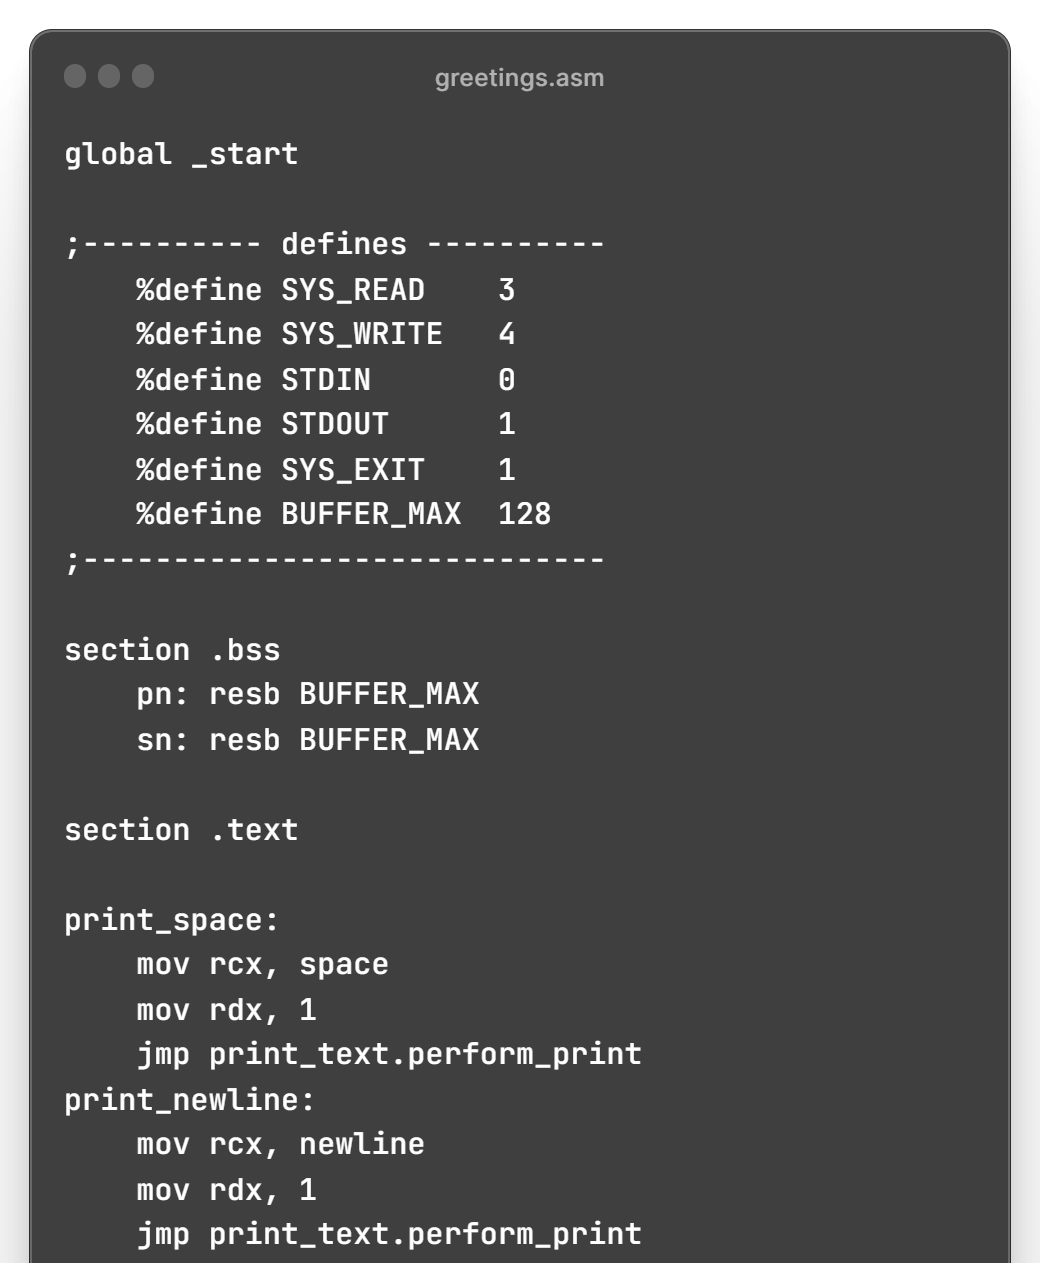 greetings.asm
global _start
;---------- defines ----------
    %define SYS_READ    3
    %define SYS_WRITE   4
    %define STDIN       0
    %define STDOUT      1
    %define SYS_EXIT    1
    %define BUFFER_MAX  128
;-----------------------------
section .bss
    pn: resb BUFFER_MAX
    sn: resb BUFFER_MAX
section .text
print_space:
    mov rcx, space
    mov rdx, 1
    jmp print_text.perform_print
print_newline:
    mov rcx, newline
    mov rdx, 1
    jmp print_text.perform_print